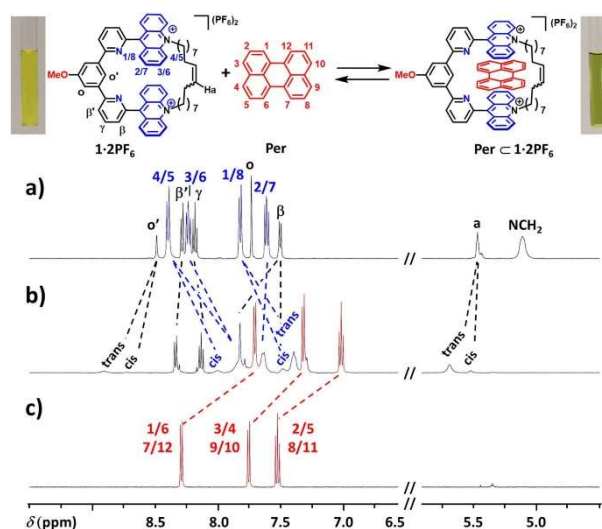 (PF₆)₂
(PF₆)₂
N
N
7
1/8
4/5
2/7
3/6
MeO
o
o'
Ha
β'
γ
β
N
N
7
1·2PF₆
+
2
1
12
11
3
10
4
9
5
6
7
8
Per
MeO
N
N
7
N
N
7
Per ⊂ 1·2PF₆
a)
o'
4/5
β'
3/6
γ
1/8
o
2/7
β
a
NCH₂
//
b)
trans
cis
cis
trans
cis
trans
cis
//
c)
1/6
7/12
3/4
9/10
2/5
8/11
//
//
δ (ppm)
8.5
8.0
7.5
7.0
6.5
5.5
5.0